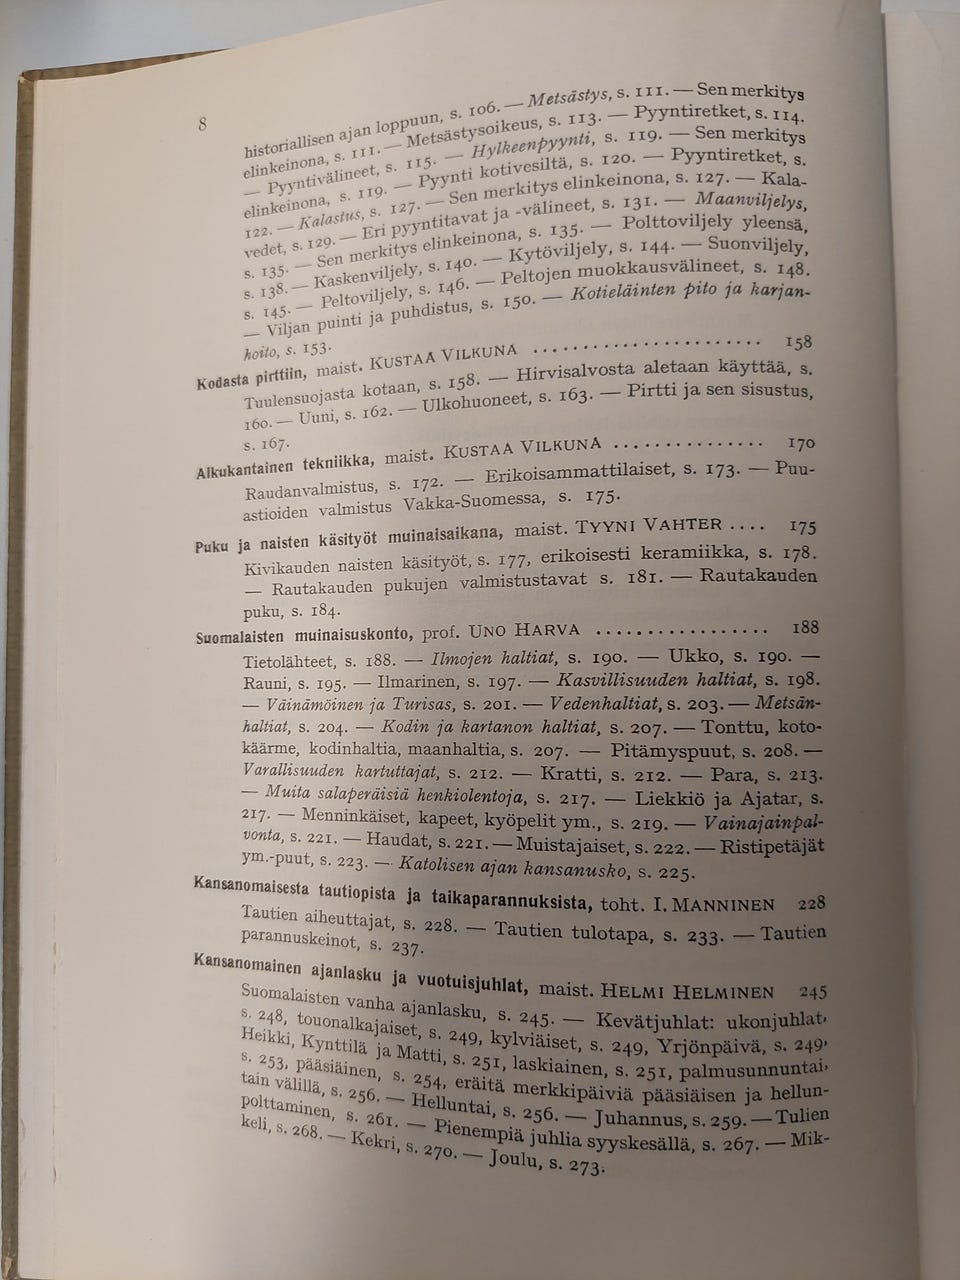 8
historiallisen ajan loppuun, s. 106. — Metsästys, s. 111. — Sen merkitys
elinkeinona, s. 111. — Metsästysoikeus, s. 113. — Pyyntiretket, s. 114.
— Pyyntivälineet, s. 115. — Hylkeenpyynti, s. 119. — Sen merkitys
elinkeinona, s. 119. — Pyynti kotivesiltä, s. 120. — Pyyntiretket, s.
122. — Kalastus, s. 127. — Sen merkitys elinkeinona, s. 127. — Kala-
vedet, s. 129. — Eri pyyntitavat ja -välineet, s. 131. — Maanviljelys,
s. 135. — Sen merkitys elinkeinona, s. 135. — Polttoviljely yleensä,
s. 138. — Kaskenviljely, s. 140. — Kytöviljely, s. 144. — Suonviljely,
s. 145. — Peltoviljely, s. 146. — Peltojen muokkausvälineet, s. 148.
— Viljan puinti ja puhdistus, s. 150. — Kotieläinten pito ja karjan-
hoito, s. 153.
Kodasta pirttiin, maist. KUSTAA VILKUNA ........................ 158
Tuulensuojasta kotaan, s. 158. — Hirvisalvosta aletaan käyttää, s.
160. — Uuni, s. 162. — Ulkohuoneet, s. 163. — Pirtti ja sen sisustus,
s. 167.
Alkukantainen tekniikka, maist. KUSTAA VILKUNA ............... 170
Raudanvalmistus, s. 172. — Erikoisammattilaiset, s. 173. — Puu-
astioiden valmistus Vakka-Suomessa, s. 175.
Puku ja naisten käsityöt muinaisaikana, maist. TYYNI VAHTER .... 175
Kivikauden naisten käsityöt, s. 177, erikoisesti keramiikka, s. 178.
— Rautakauden pukujen valmistustavat s. 181. — Rautakauden
puku, s. 184.
Suomalaisten muinaisuskonto, prof. UNO HARVA ................. 188
Tietolähteet, s. 188. — Ilmojen haltiat, s. 190. — Ukko, s. 190. —
Rauni, s. 195. — Ilmarinen, s. 197. — Kasvillisuuden haltiat, s. 198.
— Väinämöinen ja Turisas, s. 201. — Vedenhaltiat, s. 203. — Metsän-
haltiat, s. 204. — Kodin ja kartanon haltiat, s. 207. — Tonttu, koto-
käärme, kodinhaltia, maanhaltia, s. 207. — Pitämyspuut, s. 208. —
Varallisuuden kartuttajat, s. 212. — Kratti, s. 212. — Para, s. 213.
— Muita salaperäisiä henkiolentoja, s. 217. — Liekkiö ja Ajatar, s.
217. — Menninkäiset, kapeet, kyöpelit ym., s. 219. — Vainajainpal-
vonta, s. 221. — Haudat, s. 221. — Muistajaiset, s. 222. — Ristipetäjät
ym.-puut, s. 223. — Katolisen ajan kansanusko, s. 225.
Kansanomaisesta tautiopista ja taikaparannuksista, toht. I. MANNINEN 228
Tautien aiheuttajat, s. 228. — Tautien tulotapa, s. 233. — Tautien
parannuskeinot, s. 237.
Kansanomainen ajanlasku ja vuotuisjuhlat, maist. HELMI HELMINEN 245
Suomalaisten vanha ajanlasku, s. 245. — Kevätjuhlat: ukonjuhlat,
s. 248, touonalkajaiset, s. 249, kylviäiset, s. 249, Yrjönpäivä, s. 249,
Heikki, Kynttilä ja Matti, s. 251, laskiainen, s. 251, palmusunnuntai,
s. 253, pääsiäinen, s. 254, eräitä merkkipäiviä pääsiäisen ja hellun-
tain välillä, s. 256. — Helluntai, s. 256. — Juhannus, s. 259. — Tulien
polttaminen, s. 261. — Pienempiä juhlia syyskesällä, s. 267. — Mik-
keli, s. 268. — Kekri, s. 270. — Joulu, s. 273.